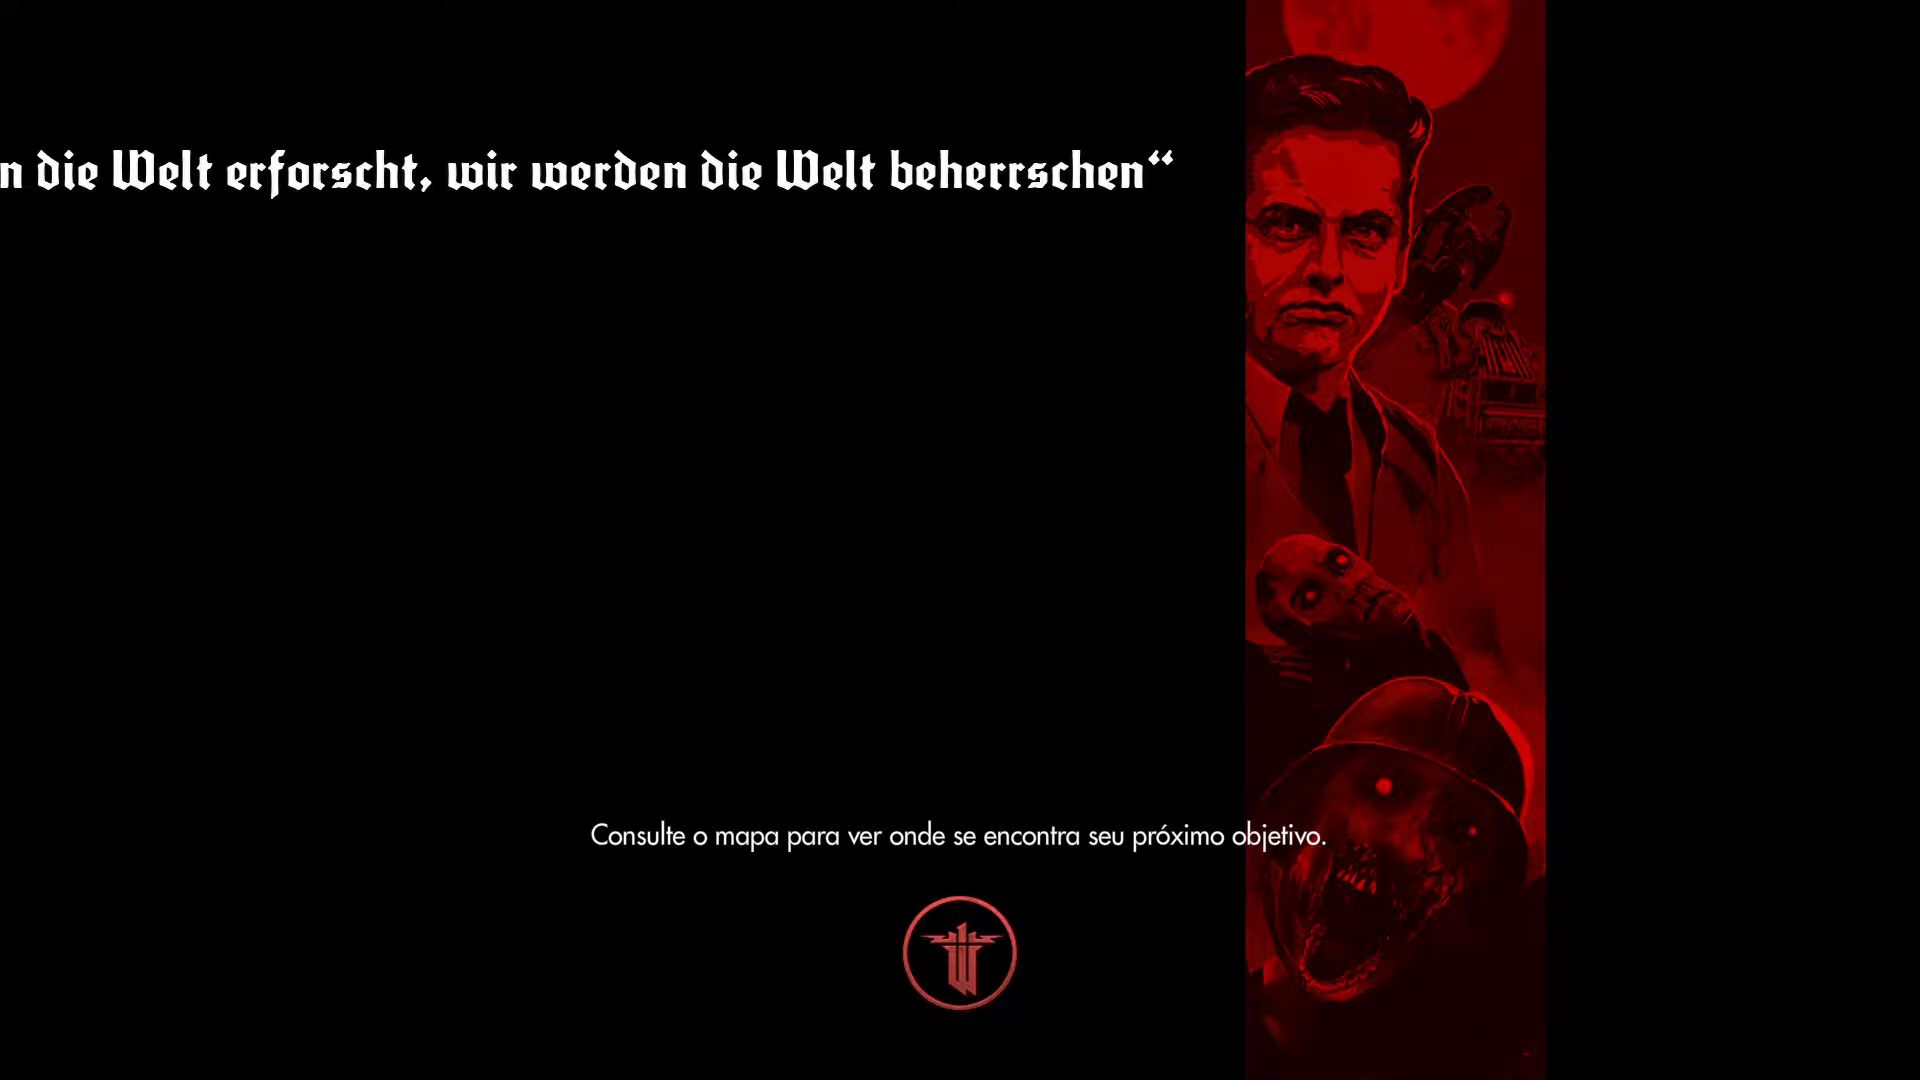 n die Welt erforscht, wir werden die Welt beherrschen“
Consulte o mapa para ver onde se encontra seu próximo objetivo.